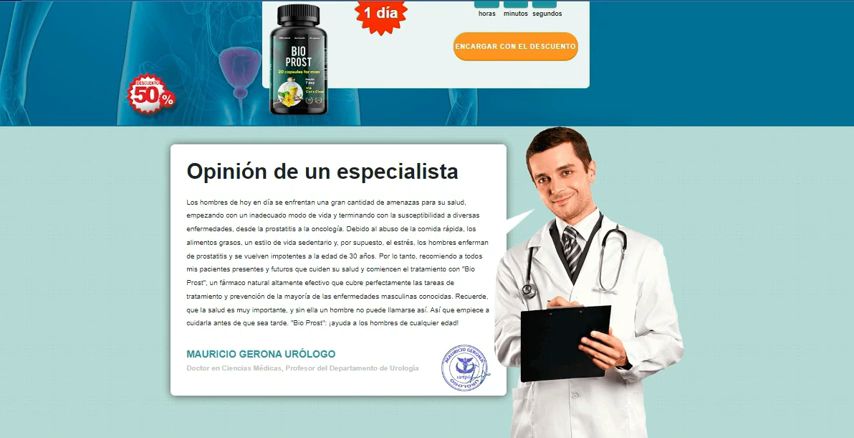 1 día
horas minutos segundos
ENCARGAR CON EL DESCUENTO
BIO
PROST
20 capsules for men
DESCUENTO
50%
Opinión de un especialista
Los hombres de hoy en día se enfrentan una gran cantidad de amenazas para su salud,
empezando con un inadecuado modo de vida y terminando con la susceptibilidad a diversas
enfermedades, desde la prostatitis a la oncología. Debido al abuso de la comida rápida, los
alimentos grasos, un estilo de vida sedentario y, por supuesto, el estrés, los hombres enferman
de prostatitis y se vuelven impotentes a la edad de 30 años. Por lo tanto, recomiendo a todos
mis pacientes presentes y futuros que cuiden su salud y comiencen el tratamiento con "Bio
Prost", un fármaco natural altamente efectivo que cubre perfectamente las tareas de
tratamiento y prevención de la mayoría de las enfermedades masculinas conocidas. Recuerde,
que la salud es muy importante, y sin ella un hombre no puede llamarse así. Así que empiece a
cuidarla antes de que sea tarde. "Bio Prost": ¡ayuda a los hombres de cualquier edad!
MAURICIO GERONA URÓLOGO
Doctor en Ciencias Médicas, Profesor del Departamento de Urología
MAURICIO GERONA
UROLOGO